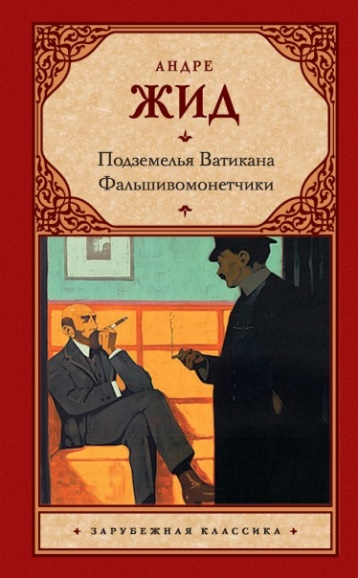 АНДРЕ
ЖИД
Подземелья Ватикана
Фальшивомонетчики
ЗАРУБЕЖНАЯ КЛАССИКА